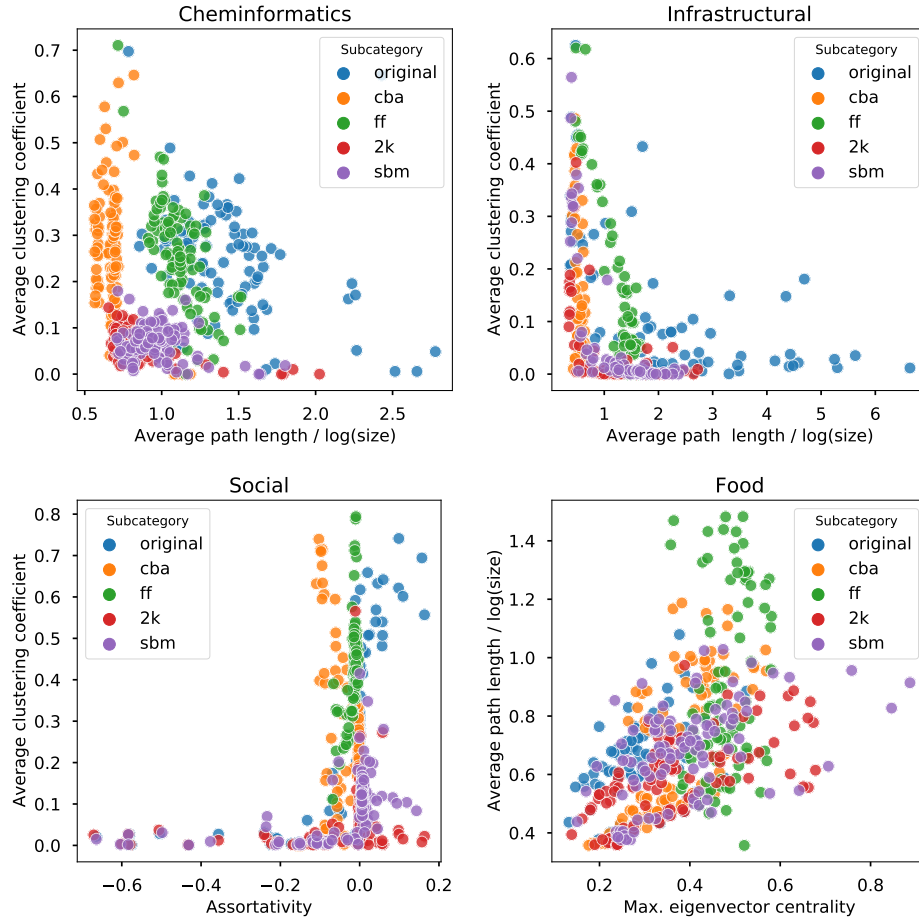 Cheminformatics
Average clustering coefficient
0.7
0.6
0.5
0.4
0.3
0.2
0.1
0.0
0.5
1.0
1.5
2.0
2.5
Average path length / log(size)
Subcategory
original
cba
ff
2k
sbm
Infrastructural
Average clustering coefficient
0.6
0.5
0.4
0.3
0.2
0.1
0.0
1
2
3
4
5
6
Average path length / log(size)
Subcategory
original
cba
ff
2k
sbm
Social
Average clustering coefficient
0.8
0.7
0.6
0.5
0.4
0.3
0.2
0.1
0.0
−0.6
−0.4
−0.2
0.0
0.2
Assortativity
Subcategory
original
cba
ff
2k
sbm
Food
Average path length / log(size)
1.4
1.2
1.0
0.8
0.6
0.4
0.2
0.4
0.6
0.8
Max. eigenvector centrality
Subcategory
original
cba
ff
2k
sbm